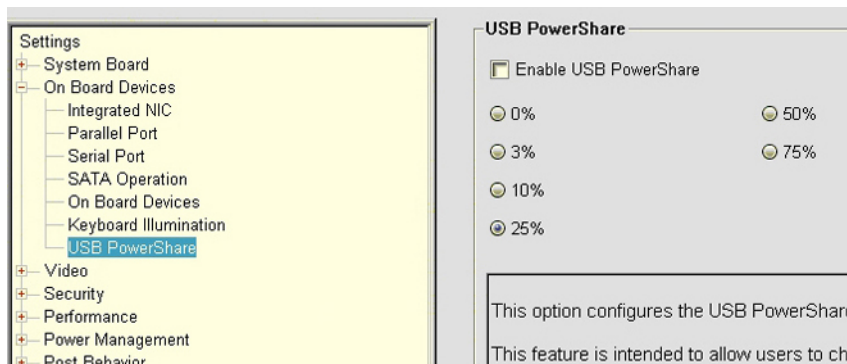 Settings
System Board
On Board Devices
Integrated NIC
Parallel Port
Serial Port
SATA Operation
On Board Devices
Keyboard Illumination
USB PowerShare
Video
Security
Performance
Power Management
Post Behavior
USB PowerShare
Enable USB PowerShare
0% 50%
3% 75%
10%
25%
This option configures the USB PowerShare
This feature is intended to allow users to ch